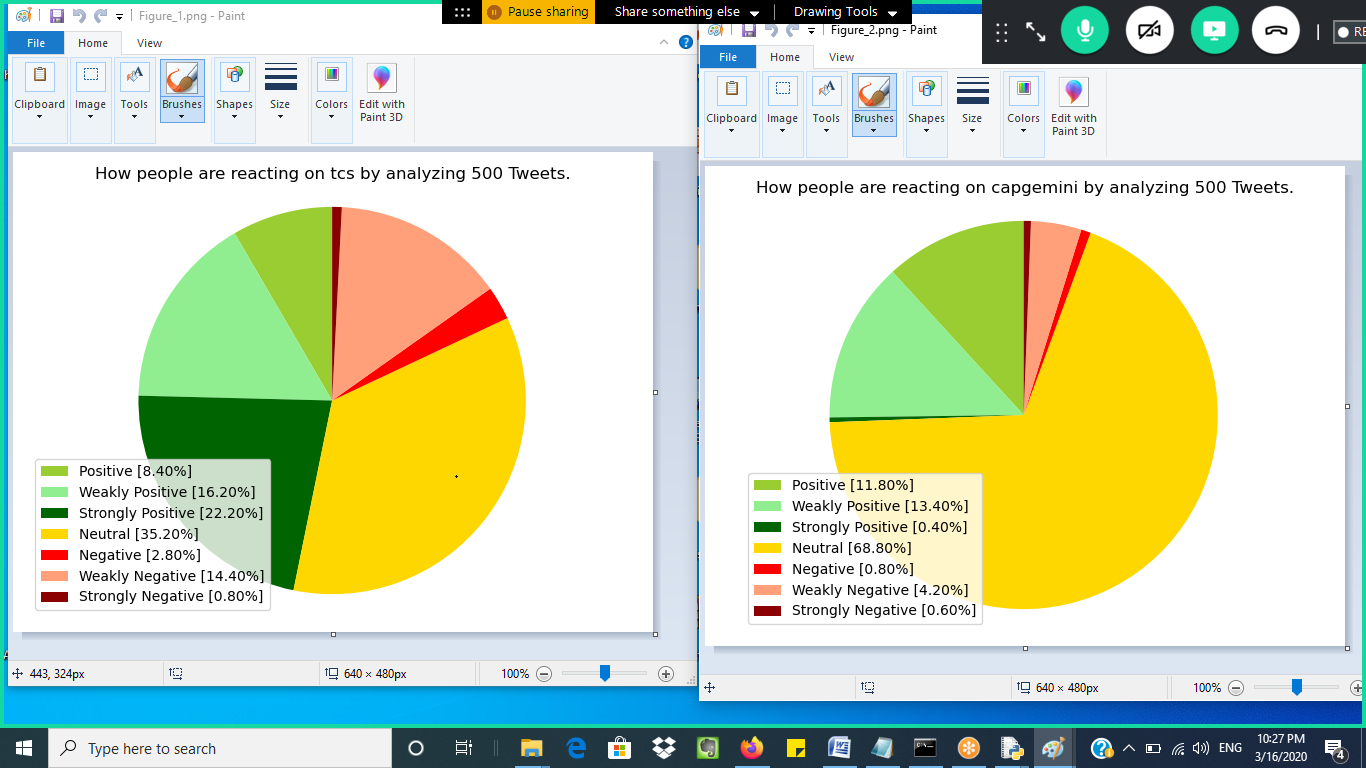 Pause sharing
Share something else
Drawing Tools
RE
Figure_1.png - Paint
File Home View
Clipboard Image Tools Brushes Shapes Size Colors Edit with
Paint 3D
How people are reacting on tcs by analyzing 500 Tweets.
Positive [8.40%]
Weakly Positive [16.20%]
Strongly Positive [22.20%]
Neutral [35.20%]
Negative [2.80%]
Weakly Negative [14.40%]
Strongly Negative [0.80%]
443, 324px 640 × 480px 100%
Figure_2.png - Paint
File Home View
Clipboard Image Tools Brushes Shapes Size Colors Edit with
Paint 3D
How people are reacting on capgemini by analyzing 500 Tweets.
Positive [11.80%]
Weakly Positive [13.40%]
Strongly Positive [0.40%]
Neutral [68.80%]
Negative [0.80%]
Weakly Negative [4.20%]
Strongly Negative [0.60%]
640 × 480px 100%
Type here to search
ENG
10:27 PM
3/16/2020
4